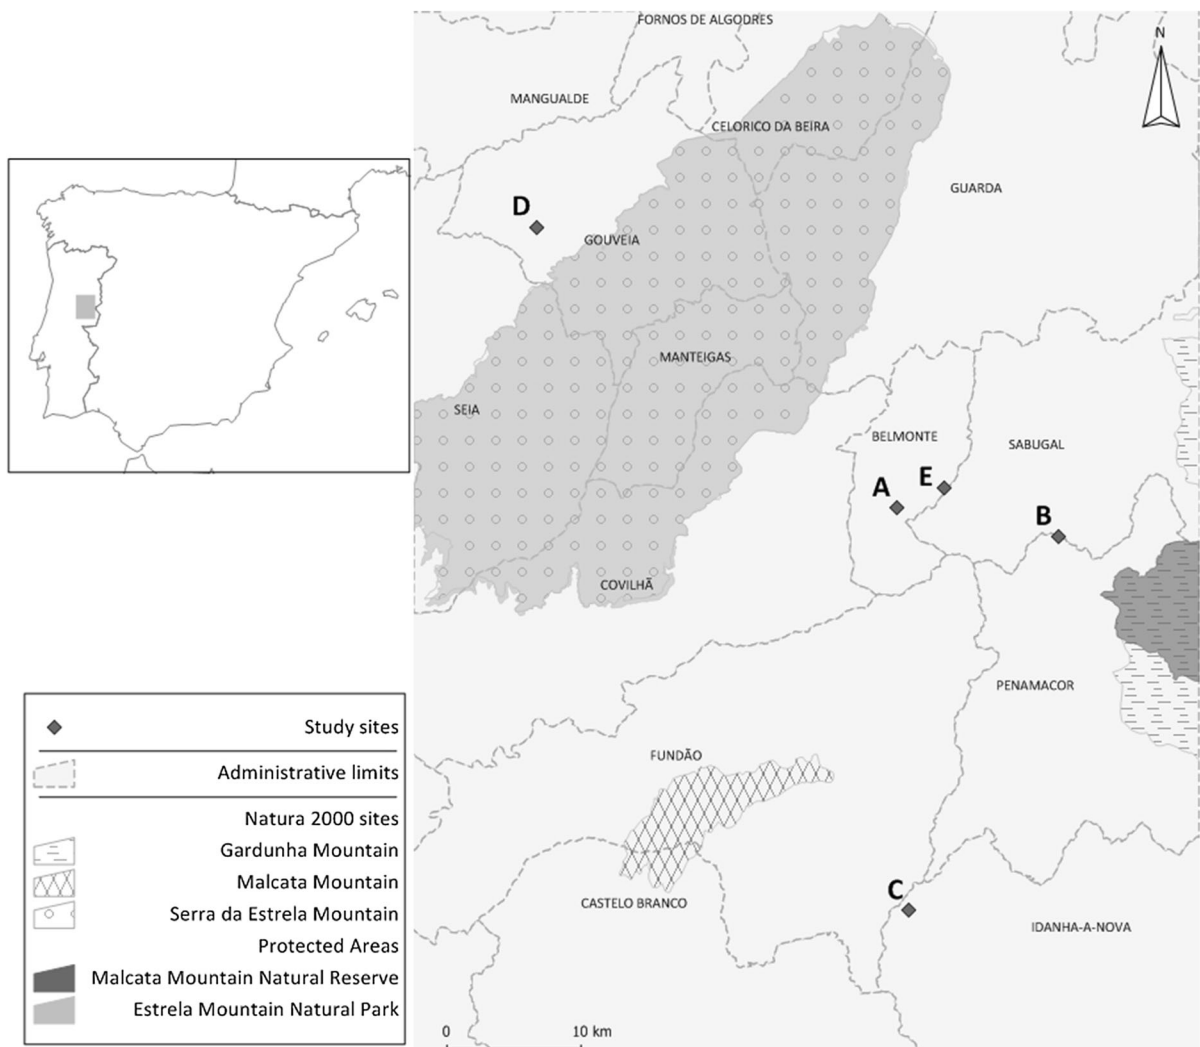 FORNOS DE ALGODRES
N
MANGUALDE
CELORICO DA BEIRA
GUARDA
D
GOUVEIA
MANTEIGAS
SEIA
BELMONTE
SABUGAL
A
E
B
COVILHÃ
PENAMACOR
FUNDÃO
C
CASTELO BRANCO
IDANHA-A-NOVA
0 10 km
Study sites
Administrative limits
Natura 2000 sites
Gardunha Mountain
Malcata Mountain
Serra da Estrela Mountain
Protected Areas
Malcata Mountain Natural Reserve
Estrela Mountain Natural Park